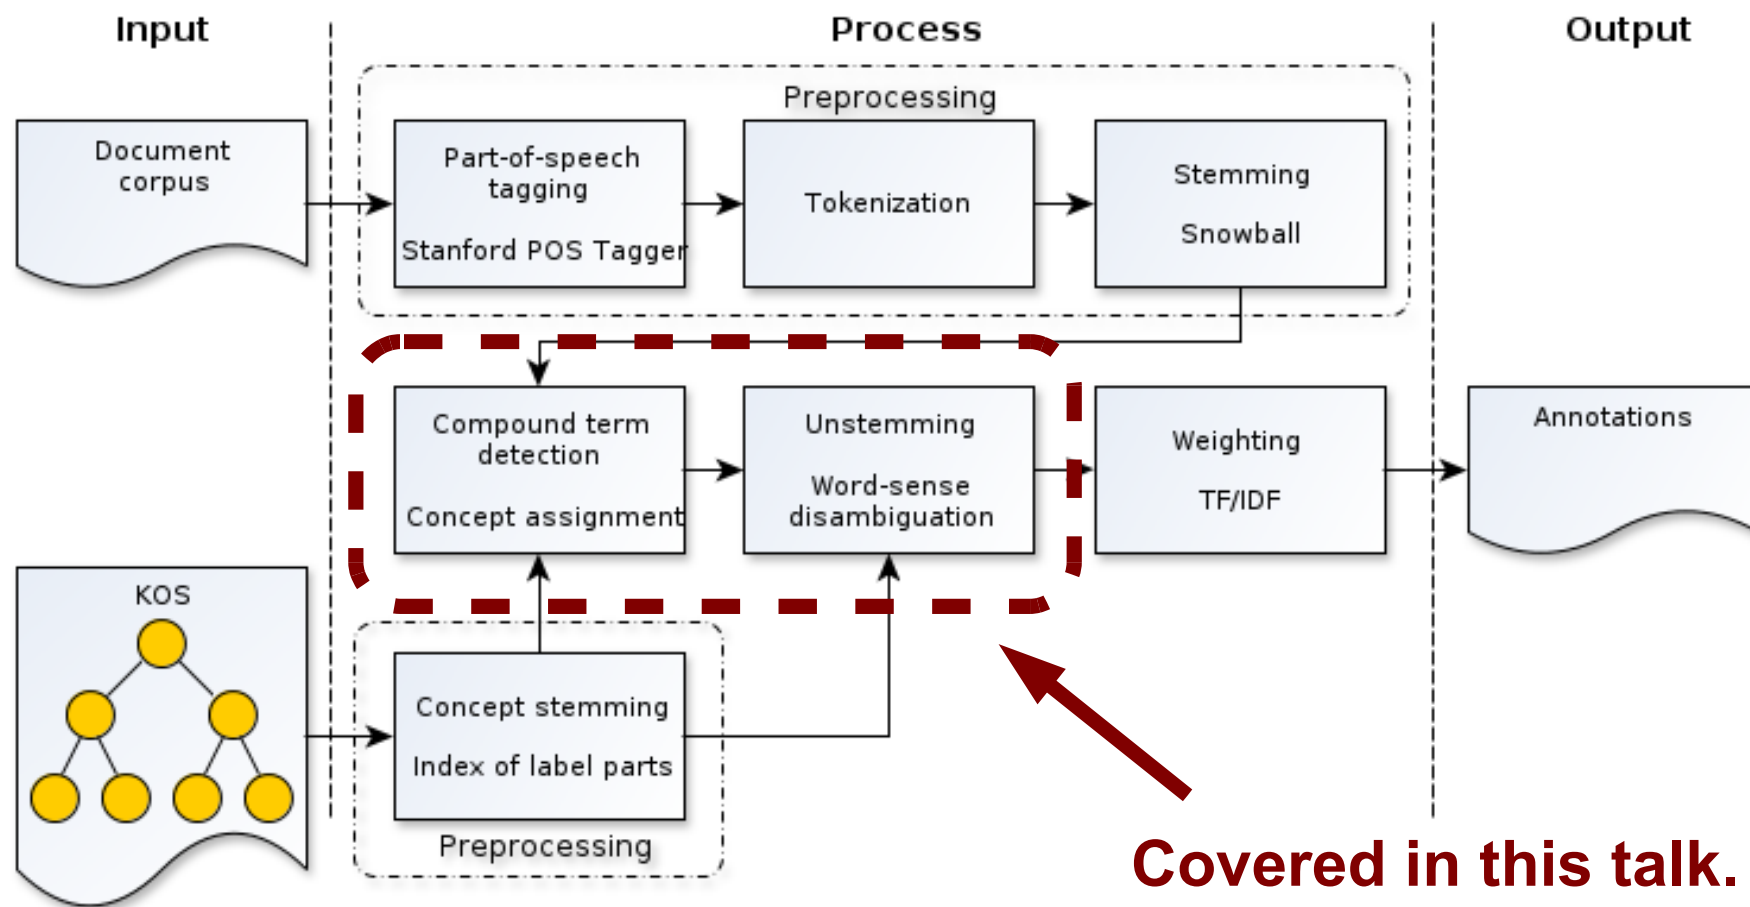 Input
Process
Output
Preprocessing
Document
corpus
Part-of-speech
tagging
Stanford POS Tagger
Tokenization
Stemming
Snowball
Compound term
detection
Concept assignment
Unstemming
Word-sense
disambiguation
Weighting
TF/IDF
Annotations
KOS
Concept stemming
Index of label parts
Preprocessing
Covered in this talk.